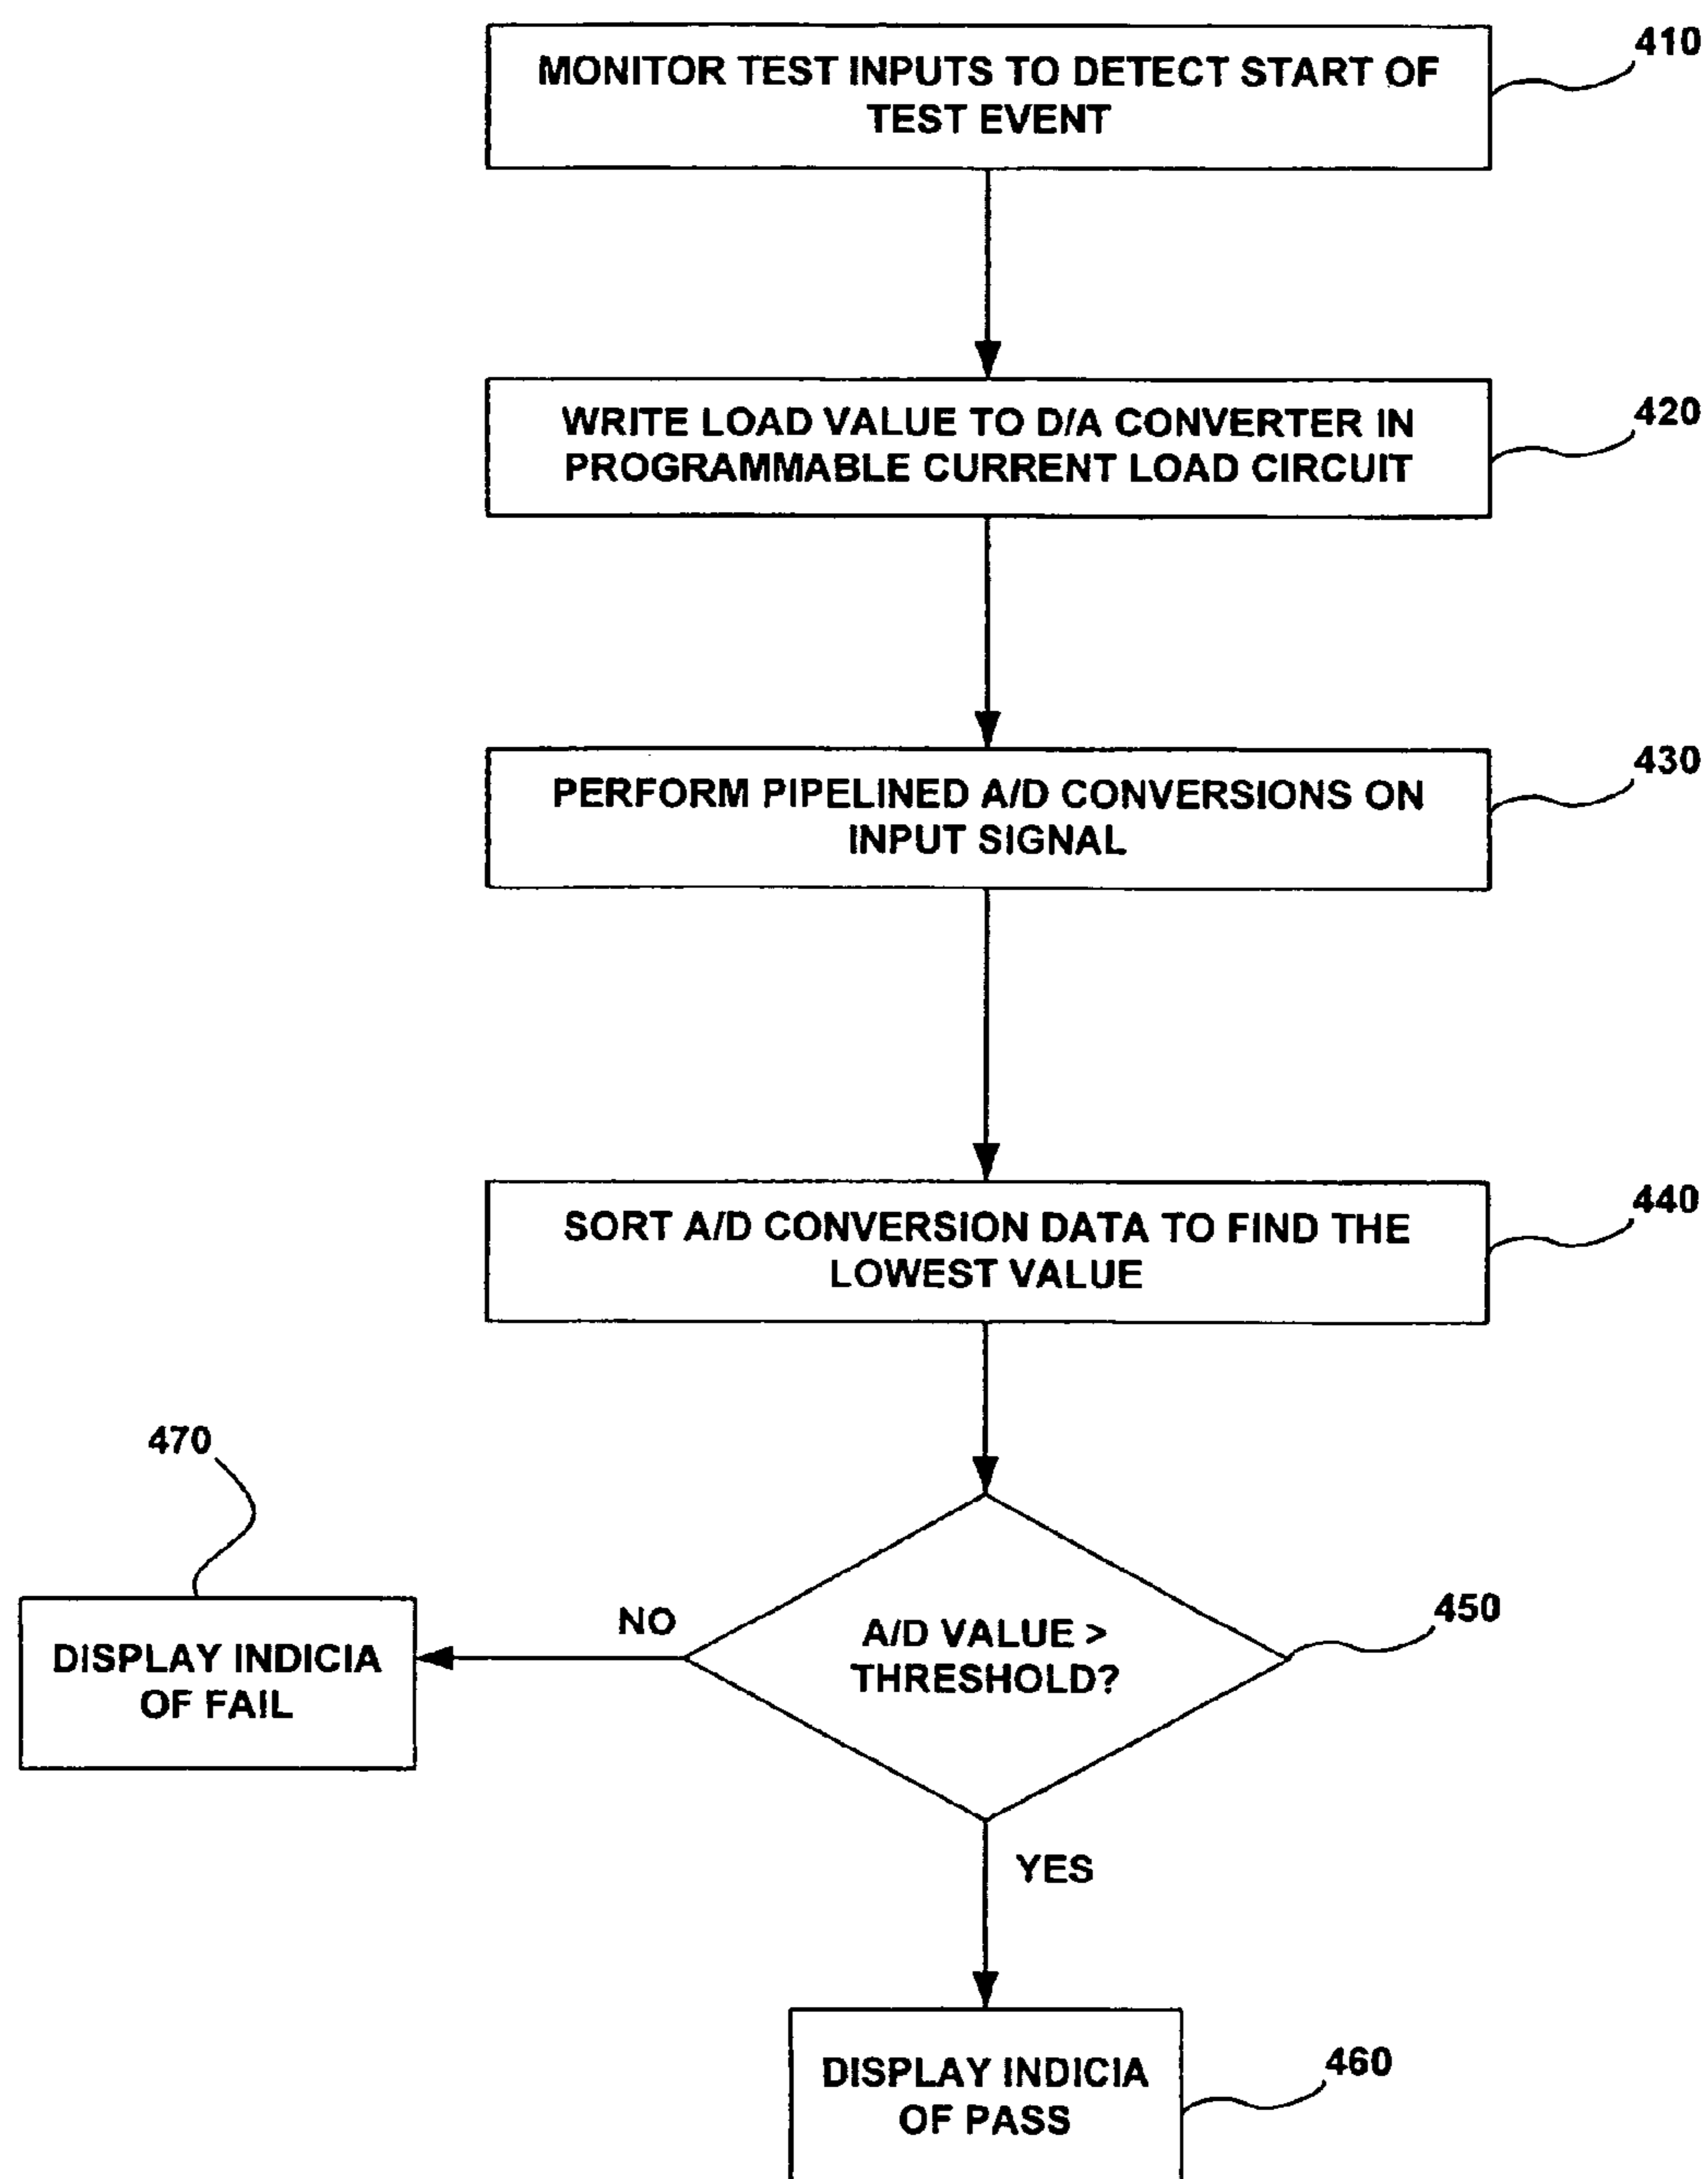 MONITOR TEST INPUTS TO DETECT START OF
TEST EVENT
410
WRITE LOAD VALUE TO D/A CONVERTER IN
PROGRAMMABLE CURRENT LOAD CIRCUIT
420
PERFORM PIPELINED A/D CONVERSIONS ON
INPUT SIGNAL
430
SORT A/D CONVERSION DATA TO FIND THE
LOWEST VALUE
440
470
DISPLAY INDICIA
OF FAIL
NO
A/D VALUE >
THRESHOLD?
450
YES
DISPLAY INDICIA
OF PASS
460